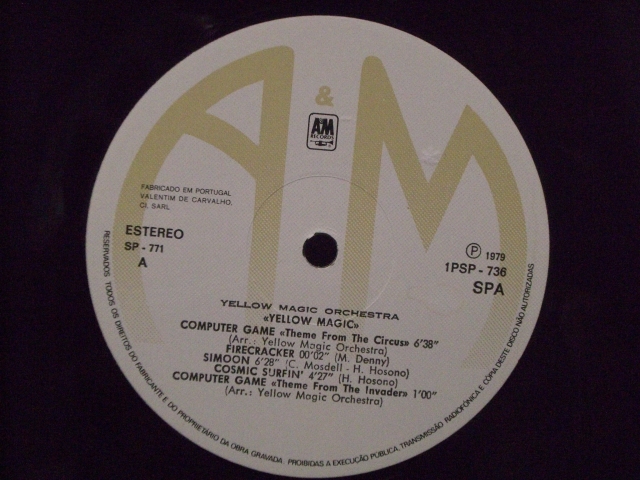 A & M
&
A&M
RECORDS
FABRICADO EM PORTUGAL
VALENTIM DE CARVALHO,
CI. SARL
ESTEREO
SP - 771
A
Ⓟ 1979
1PSP - 736
SPA
YELLOW MAGIC ORCHESTRA
«YELLOW MAGIC»
COMPUTER GAME «Theme From The Circus» 6'38"
(Arr.: Yellow Magic Orchestra)
FIRECRACKER 00'02" (M. Denny)
SIMOON 6'28" (C. Mosdell - H. Hosono)
COSMIC SURFIN' 4'27" (H. Hosono)
COMPUTER GAME «Theme From The Invader» 1'00"
(Arr.: Yellow Magic Orchestra)
RESERVADOS TODOS OS DIREITOS DO FABRICANTE E DO PROPRIETÁRIO DA OBRA GRAVADA. PROIBIDAS A EXECUÇÃO PÚBLICA, TRANSMISSÃO RADIOFÓNICA E CÓPIA DESTE DISCO NÃO AUTORIZADAS